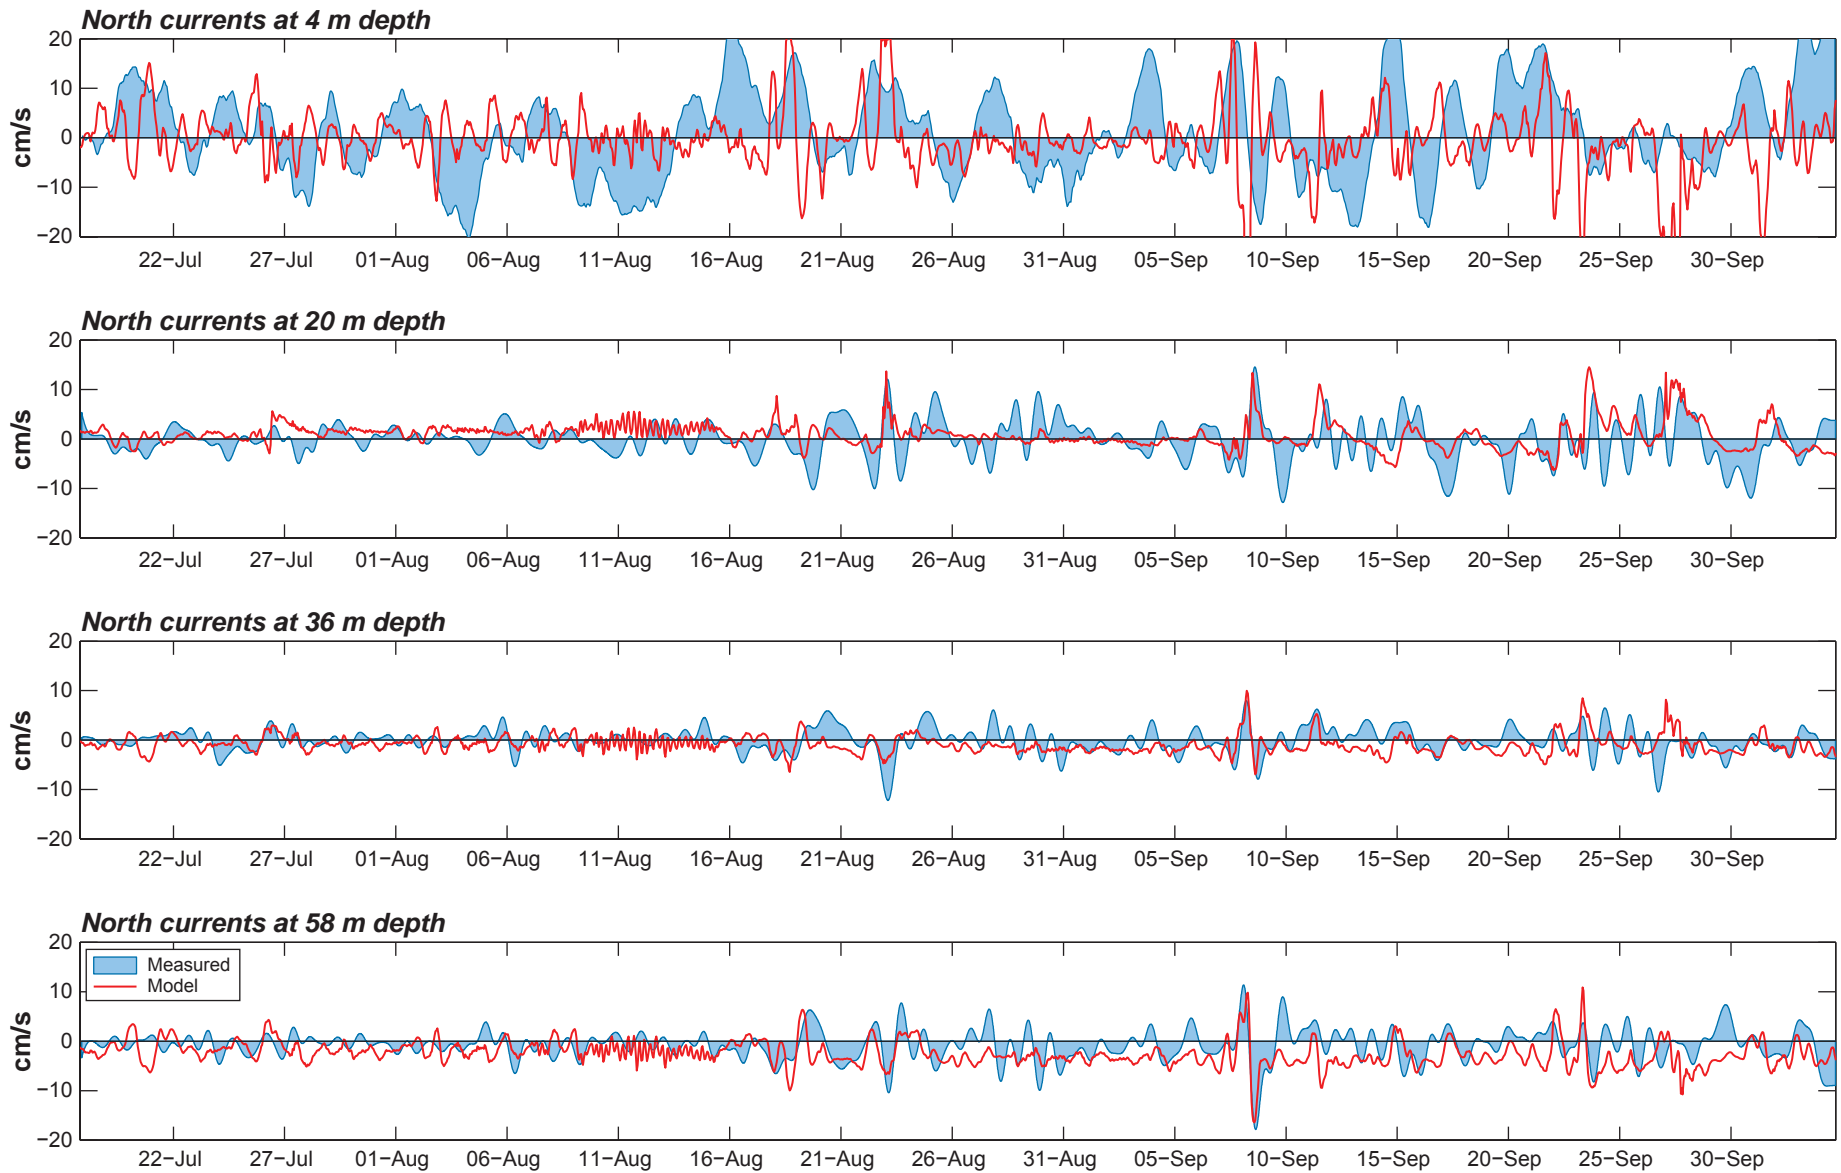 North currents at 4 m depth
20
10
0
−10
−20
cm/s
22−Jul 27−Jul 01−Aug 06−Aug 11−Aug 16−Aug 21−Aug 26−Aug 31−Aug 05−Sep 10−Sep 15−Sep 20−Sep 25−Sep 30−Sep
North currents at 20 m depth
20
10
0
−10
−20
cm/s
22−Jul 27−Jul 01−Aug 06−Aug 11−Aug 16−Aug 21−Aug 26−Aug 31−Aug 05−Sep 10−Sep 15−Sep 20−Sep 25−Sep 30−Sep
North currents at 36 m depth
20
10
0
−10
−20
cm/s
22−Jul 27−Jul 01−Aug 06−Aug 11−Aug 16−Aug 21−Aug 26−Aug 31−Aug 05−Sep 10−Sep 15−Sep 20−Sep 25−Sep 30−Sep
North currents at 58 m depth
20
10
0
−10
−20
cm/s
Measured
Model
22−Jul 27−Jul 01−Aug 06−Aug 11−Aug 16−Aug 21−Aug 26−Aug 31−Aug 05−Sep 10−Sep 15−Sep 20−Sep 25−Sep 30−Sep